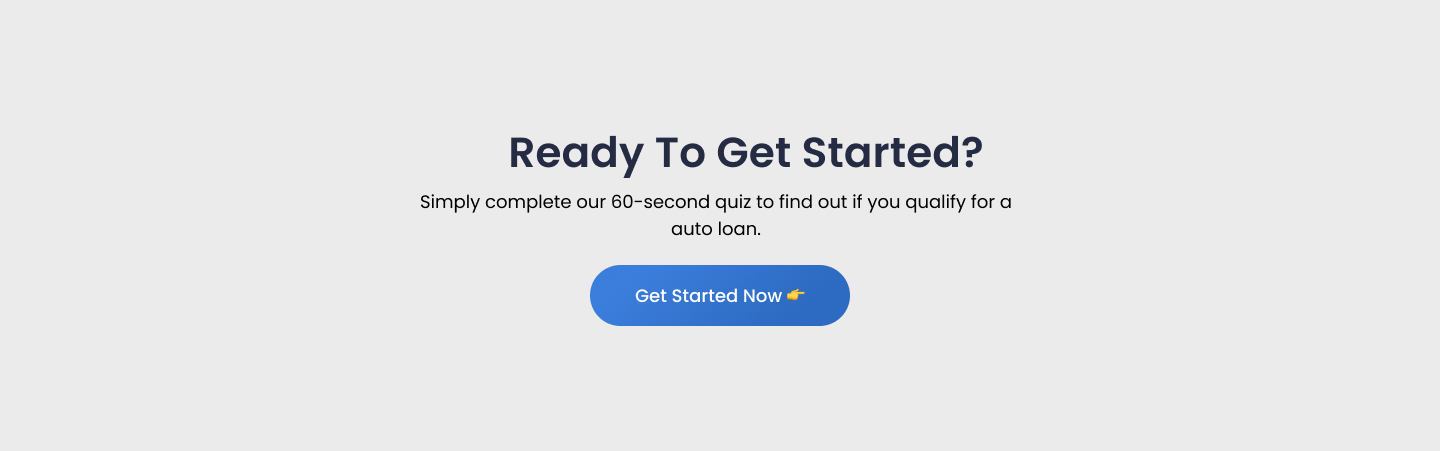 Ready To Get Started?
Simply complete our 60-second quiz to find out if you qualify for a
auto loan.
Get Started Now 👉